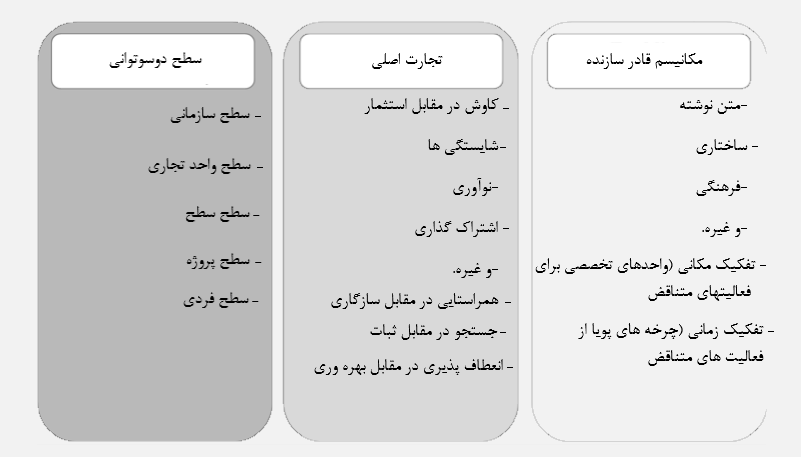 مکانیسم قادر سازنده
-متن نوشته
- ساختاری
-فرهنگی
-و غیره.
- تفکیک مکانی (واحدهای تخصصی برای
فعالیتهای متناقض
- تفکیک زمانی (چرخه های پویا از
فعالیت های متناقض
تجارت اصلی
- کاوش در مقابل استثمار
-شایستگی ها
-نوآوری
- اشتراک گذاری
-و غیره.
- همراستایی در مقابل سازگاری
-جستجو در مقابل ثبات
-انعطاف پذیری در مقابل بهره وری
سطح دوسوتوانی
- سطح سازمانی
- سطح واحد تجاری
- سطح سطح
- سطح پروژه
- سطح فردی